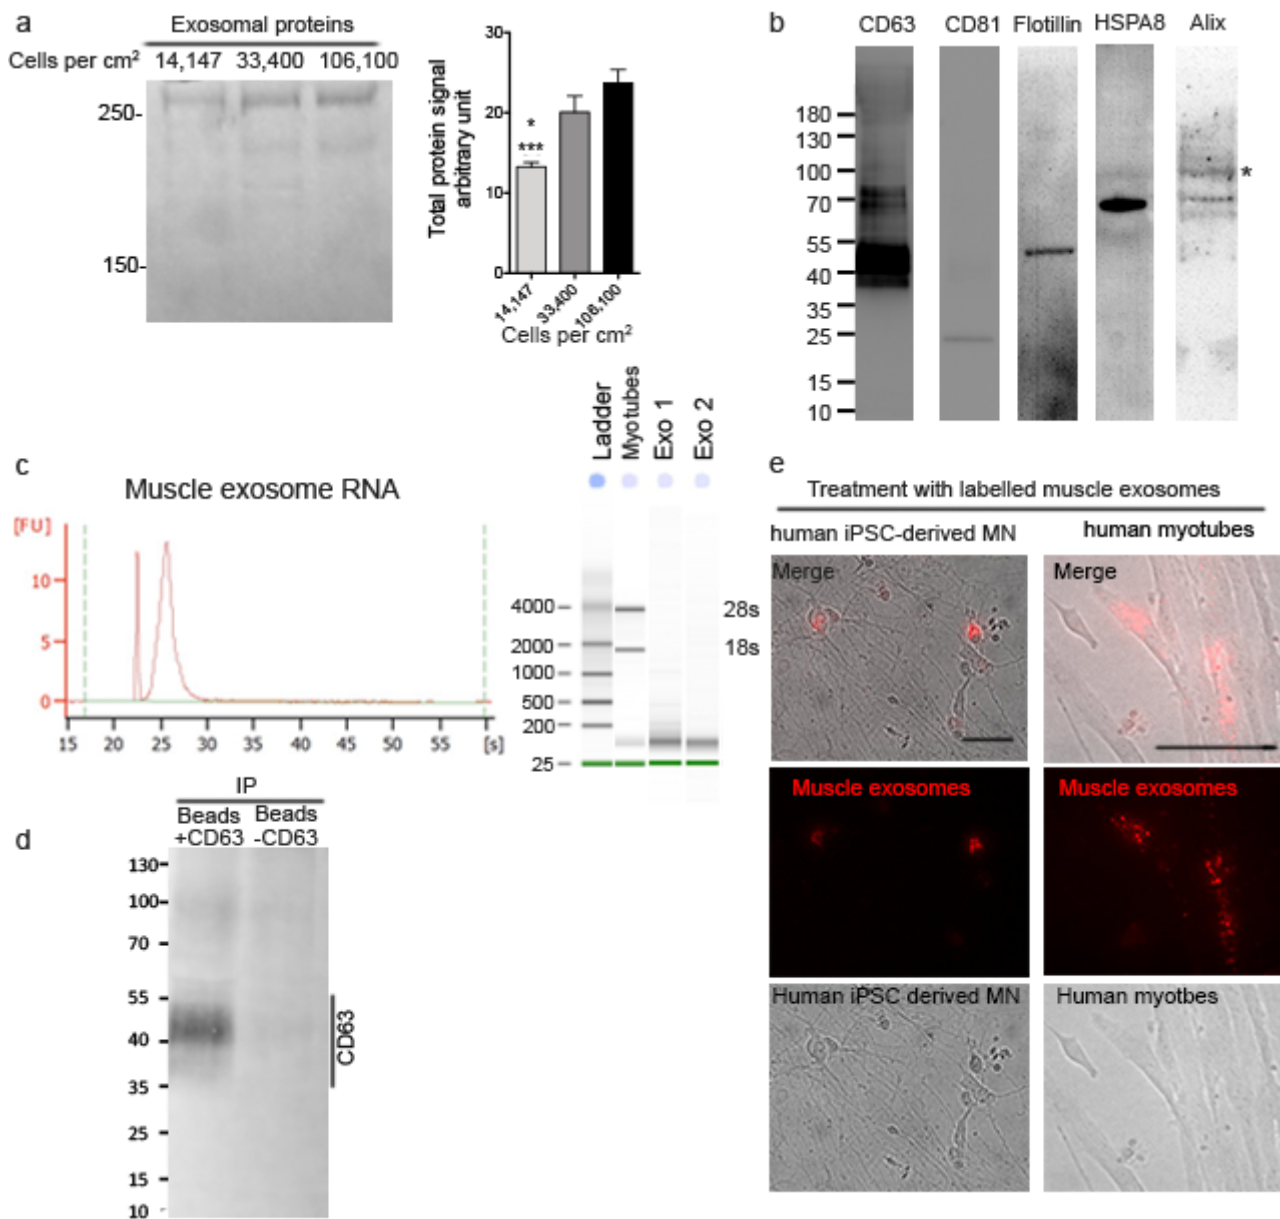 a
Exosomal proteins
Cells per cm² 14,147 33,400 106,100
250-
150-
Total protein signal
arbitrary unit
30
20
10
0
*
***
14,147
33,400
106,100
Cells per cm²
b
CD63 CD81 Flotillin HSPA8 Alix
180
130
100
70
55
40
35
25
15
10
*
c
Muscle exosome RNA
[FU]
10
5
0
15 20 25 30 35 40 45 50 55 [s]
Ladder
Myotubes
Exo 1
Exo 2
4000
2000
1000
500
200
25
28s
18s
d
IP
Beads Beads
+CD63 -CD63
130
100
70
55
40
35
25
15
10
CD63
e
Treatment with labelled muscle exosomes
human iPSC-derived MN human myotubes
Merge Merge
Muscle exosomes Muscle exosomes
Human iPSC derived MN Human myotbes